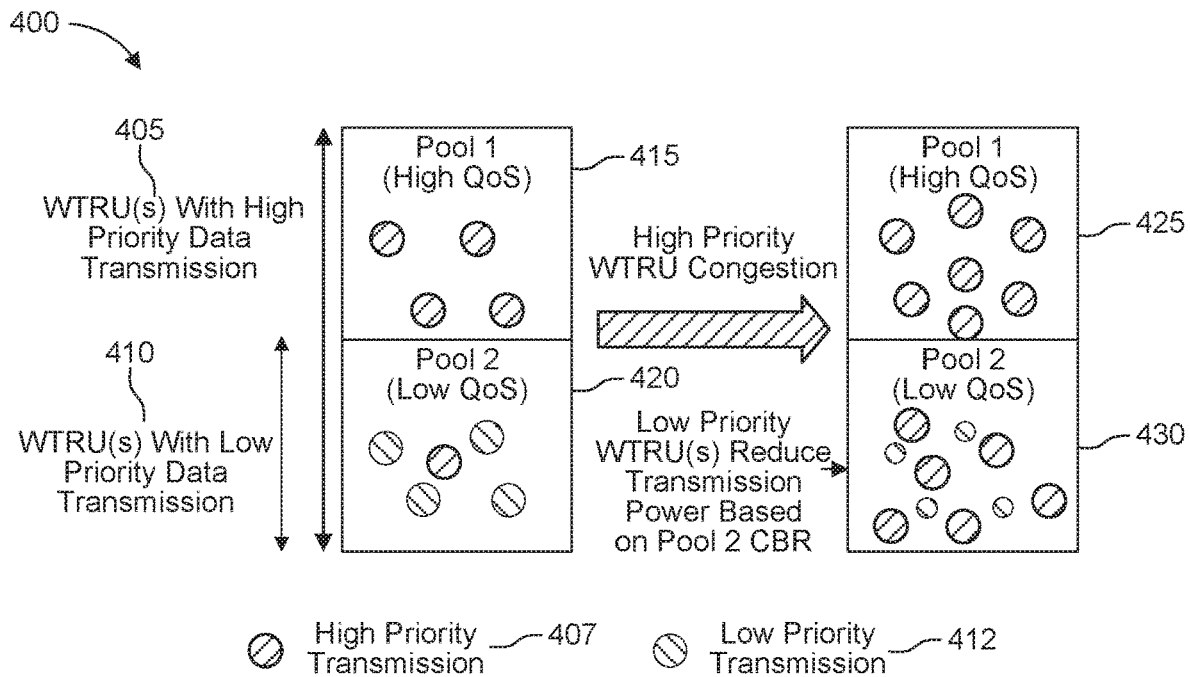 400
405
WTRU(s) With High
Priority Data
Transmission
410
WTRU(s) With Low
Priority Data
Transmission
Pool 1
(High QoS)
415
Pool 2
(Low QoS)
420
High Priority
WTRU Congestion
Low Priority
WTRU(s) Reduce
Transmission
Power Based
on Pool 2 CBR
Pool 1
(High QoS)
425
Pool 2
(Low QoS)
430
High Priority
Transmission
407
Low Priority
Transmission
412